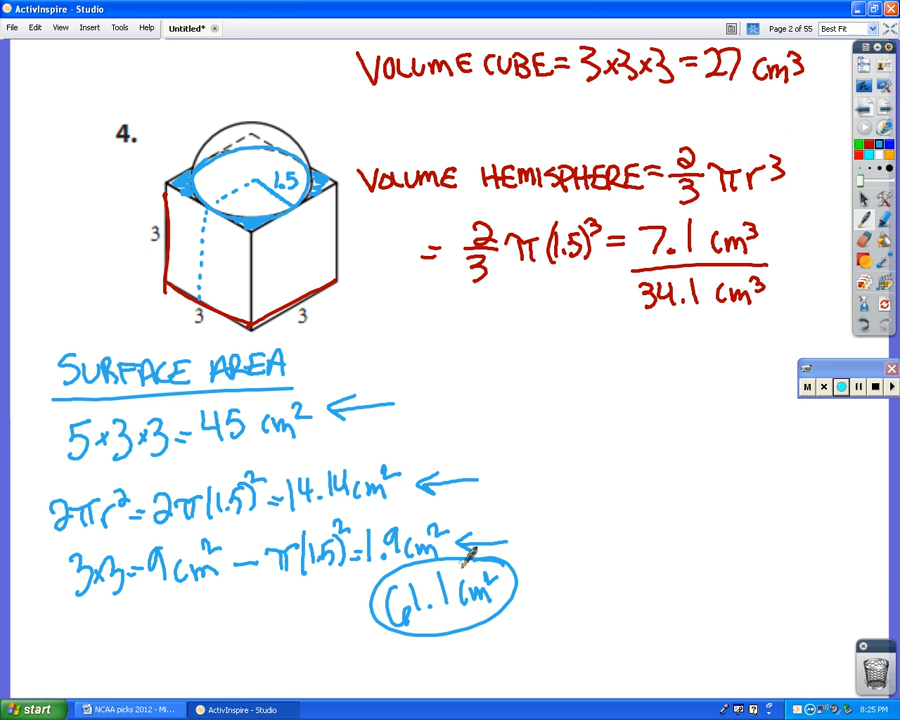 ActivInspire - Studio
File Edit View Insert Tools Help Untitled* Page 2 of 55 Best Fit
VOLUME CUBE = 3×3×3 = 27 cm³
4.
1.5
VOLUME HEMISPHERE = 2/3 πr³
3
= 2/3 π(1.5)³ = 7.1 cm³
34.1 cm³
3 3
SURFACE AREA
5×3×3 = 45 cm² ←
2πr² = 2π(1.5)² = 14.14 cm² ←
3×3 = 9 cm² − π(1.5)² = 1.9 cm² ←
61.1 cm²
M
start NCAA picks 2012 - Mi... ActivInspire - Studio 8:25 PM